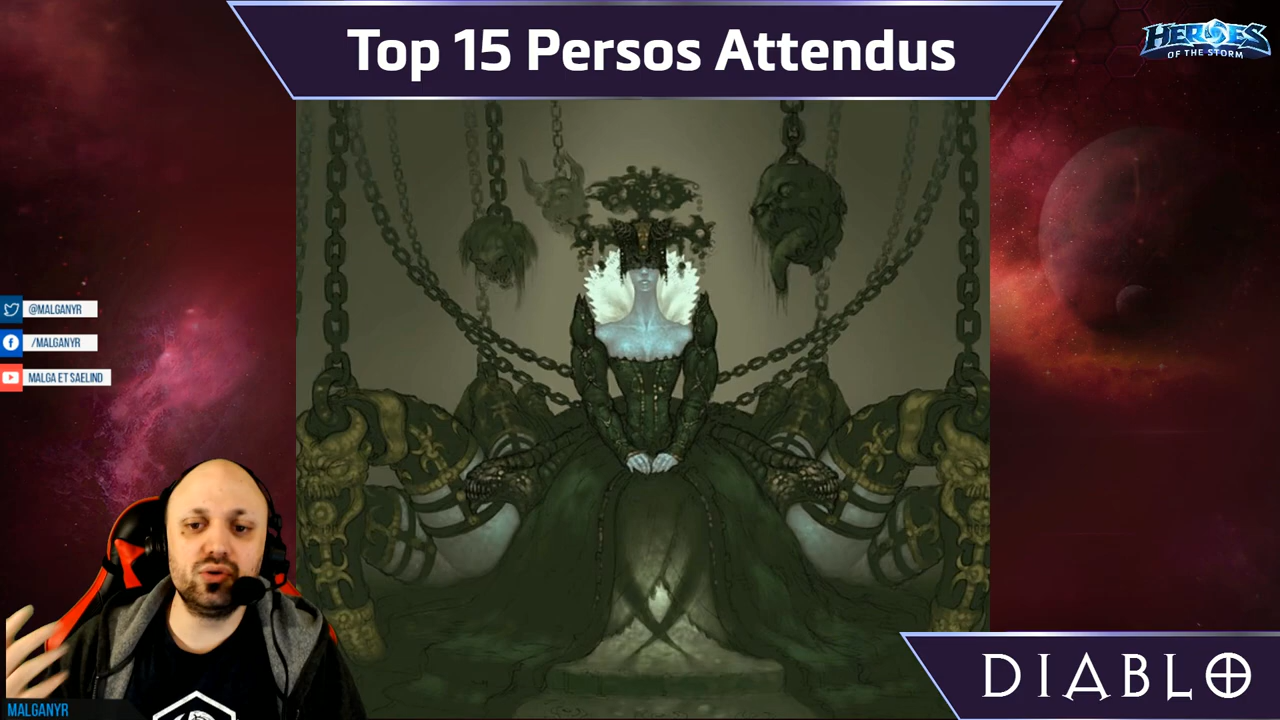 Top 15 Persos Attendus
HEROES
OF THE STORM
@MALGANYR
/MALGANYR
MALGA ET SAELIND
MALGANYR
DIABLO